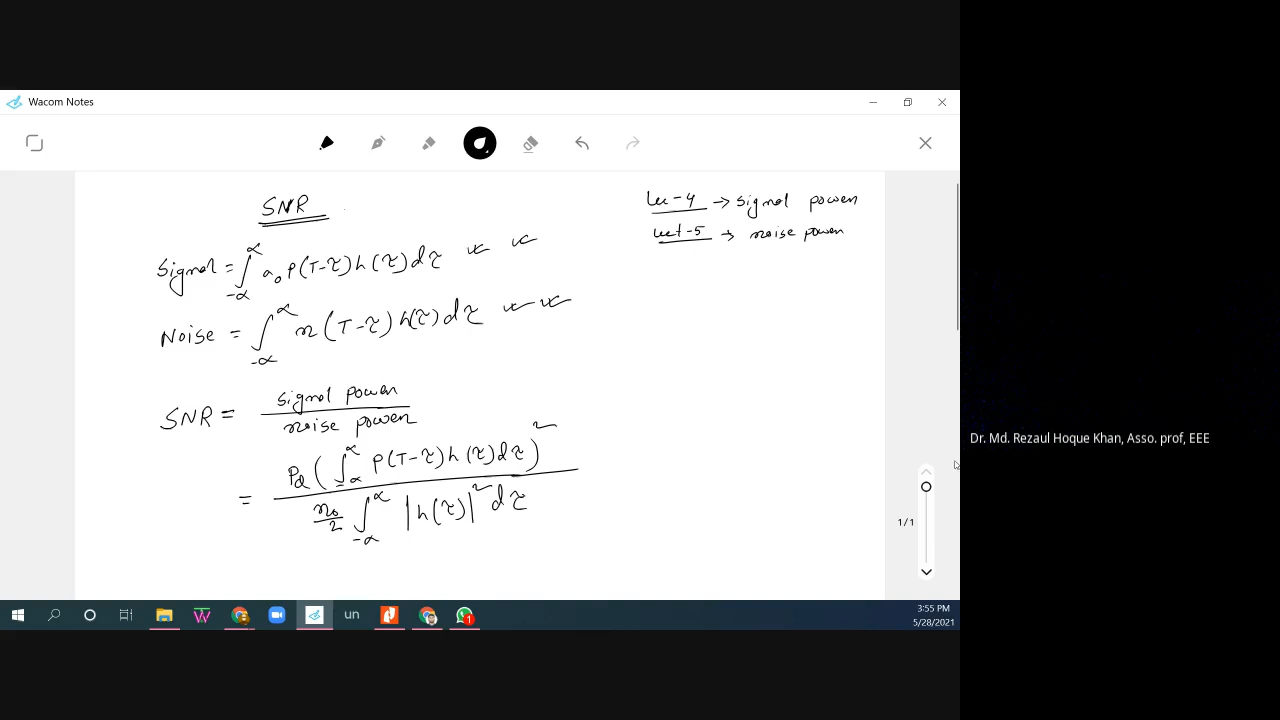 Wacom Notes
SNR
Lec-4 → signal power
Lect-5 → noise power
Signal = ∫_{-α}^{α} a₀ P(T-τ) h(τ) dτ
Noise = ∫_{-α}^{α} n(T-τ) h(τ) dτ
SNR = signal power / noise power
= P_d (∫_{-α}^{α} P(T-τ) h(τ) dτ)² / n₀/2 ∫_{-α}^{α} |h(τ)|² dτ
1/1
Dr. Md. Rezaul Hoque Khan, Asso. prof, EEE
un
3:55 PM
5/28/2021